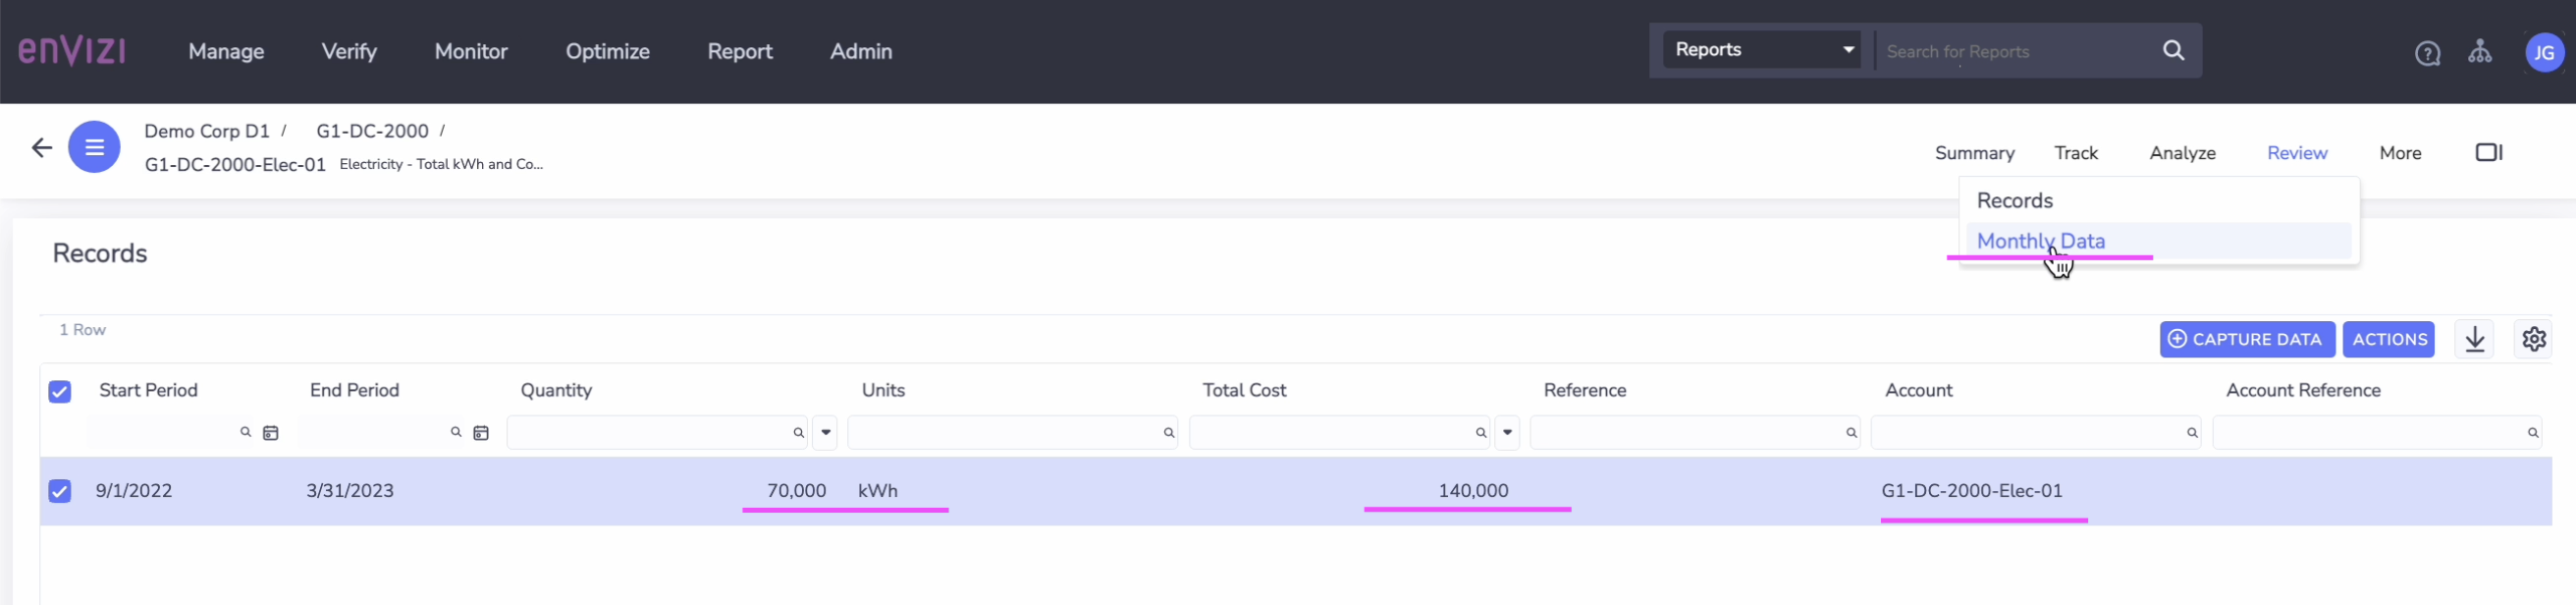 enVIZI Manage Verify Monitor Optimize Report Admin Reports Search for Reports JG
Demo Corp D1 / G1-DC-2000 /
G1-DC-2000-Elec-01 Electricity - Total kWh and Co...
Summary Track Analyze Review More
Records
Monthly Data
Records
1 Row
CAPTURE DATA ACTIONS
Start Period End Period Quantity Units Total Cost Reference Account Account Reference
9/1/2022 3/31/2023 70,000 kWh 140,000 G1-DC-2000-Elec-01